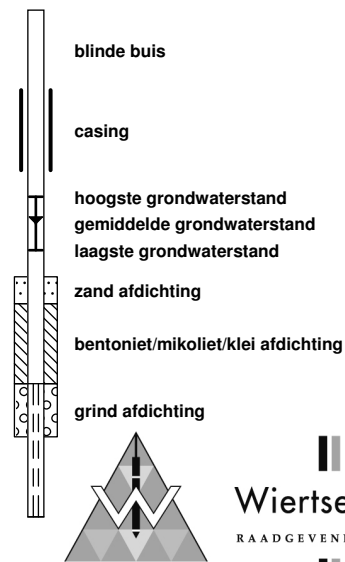 blinde buis
casing
hoogste grondwaterstand
gemiddelde grondwaterstand
laagste grondwaterstand
zand afdichting
bentoniet/mikoliet/klei afdichting
grind afdichting